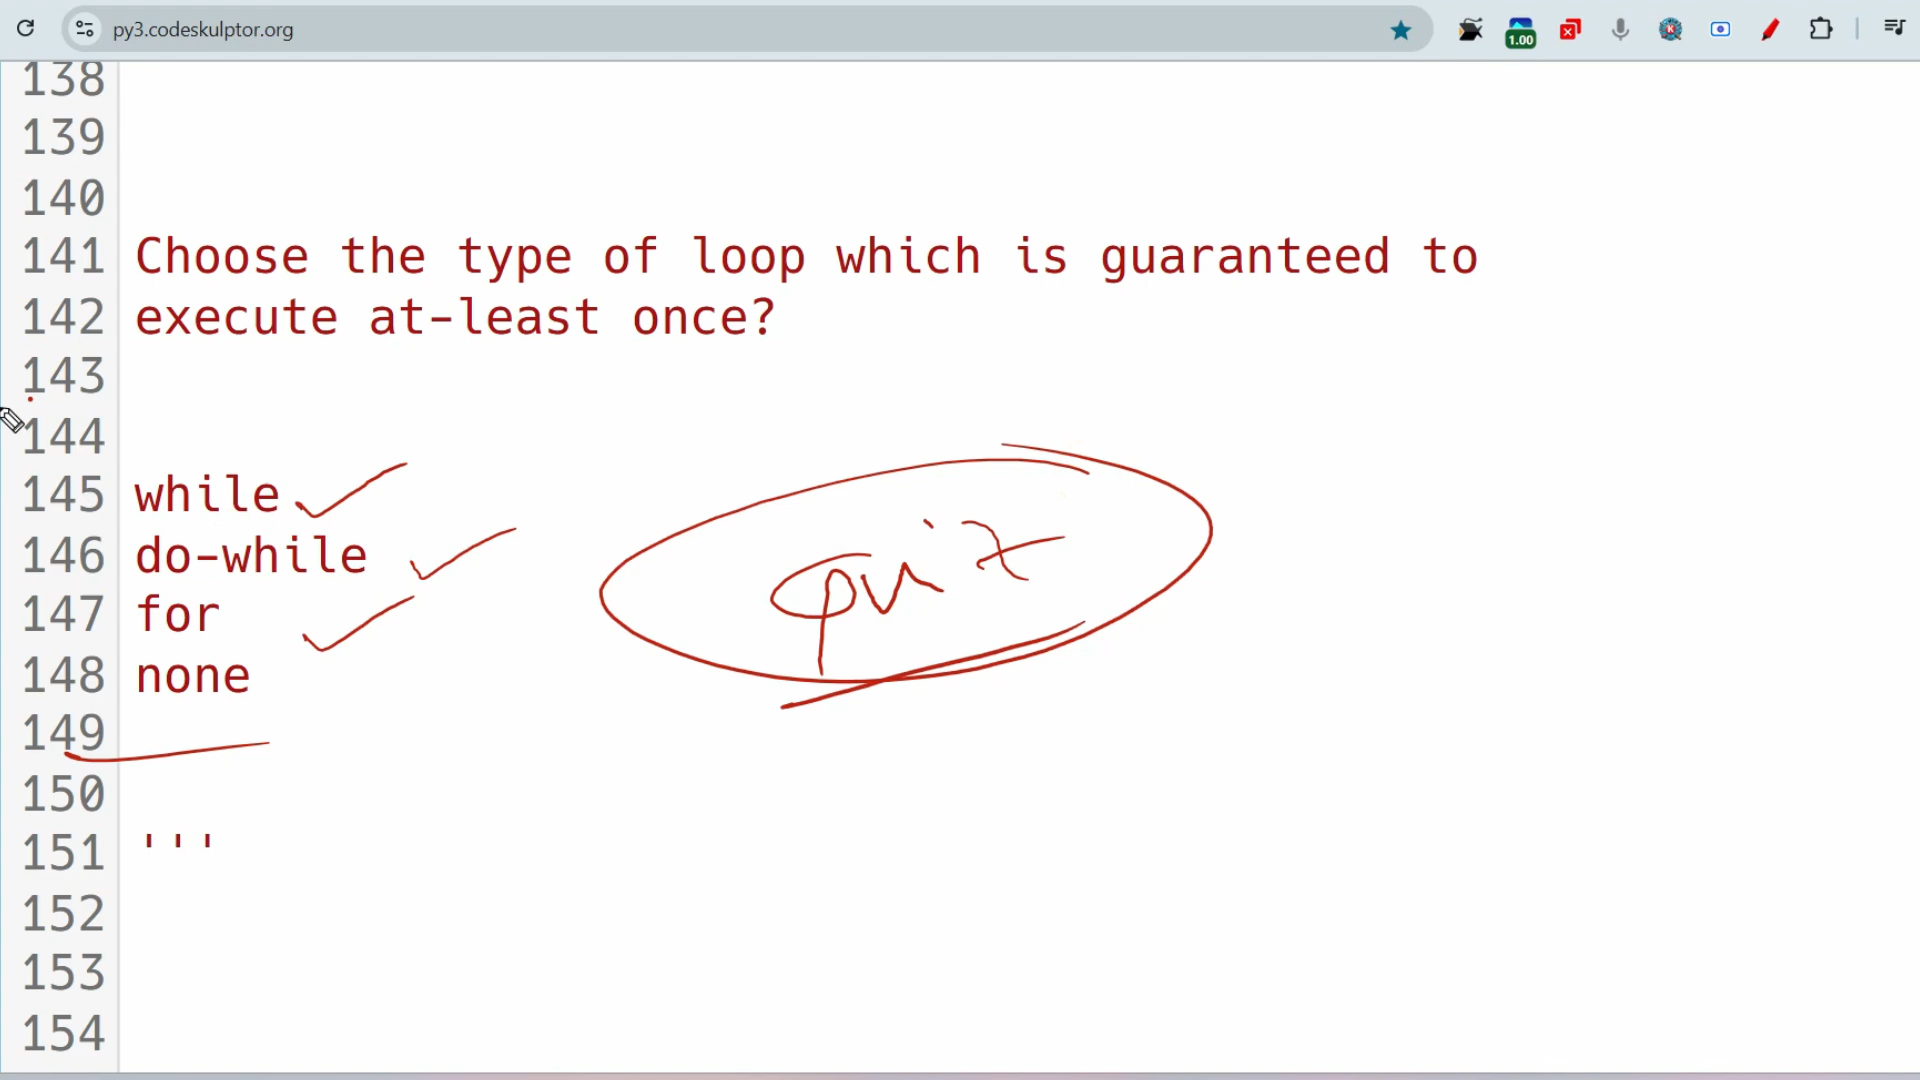 py3.codeskulptor.org
1.00
138
139
140
141 Choose the type of loop which is guaranteed to
142 execute at-least once?
143
144
145 while
146 do-while
147 for
148 none
quiz
149
150
151 '''
152
153
154